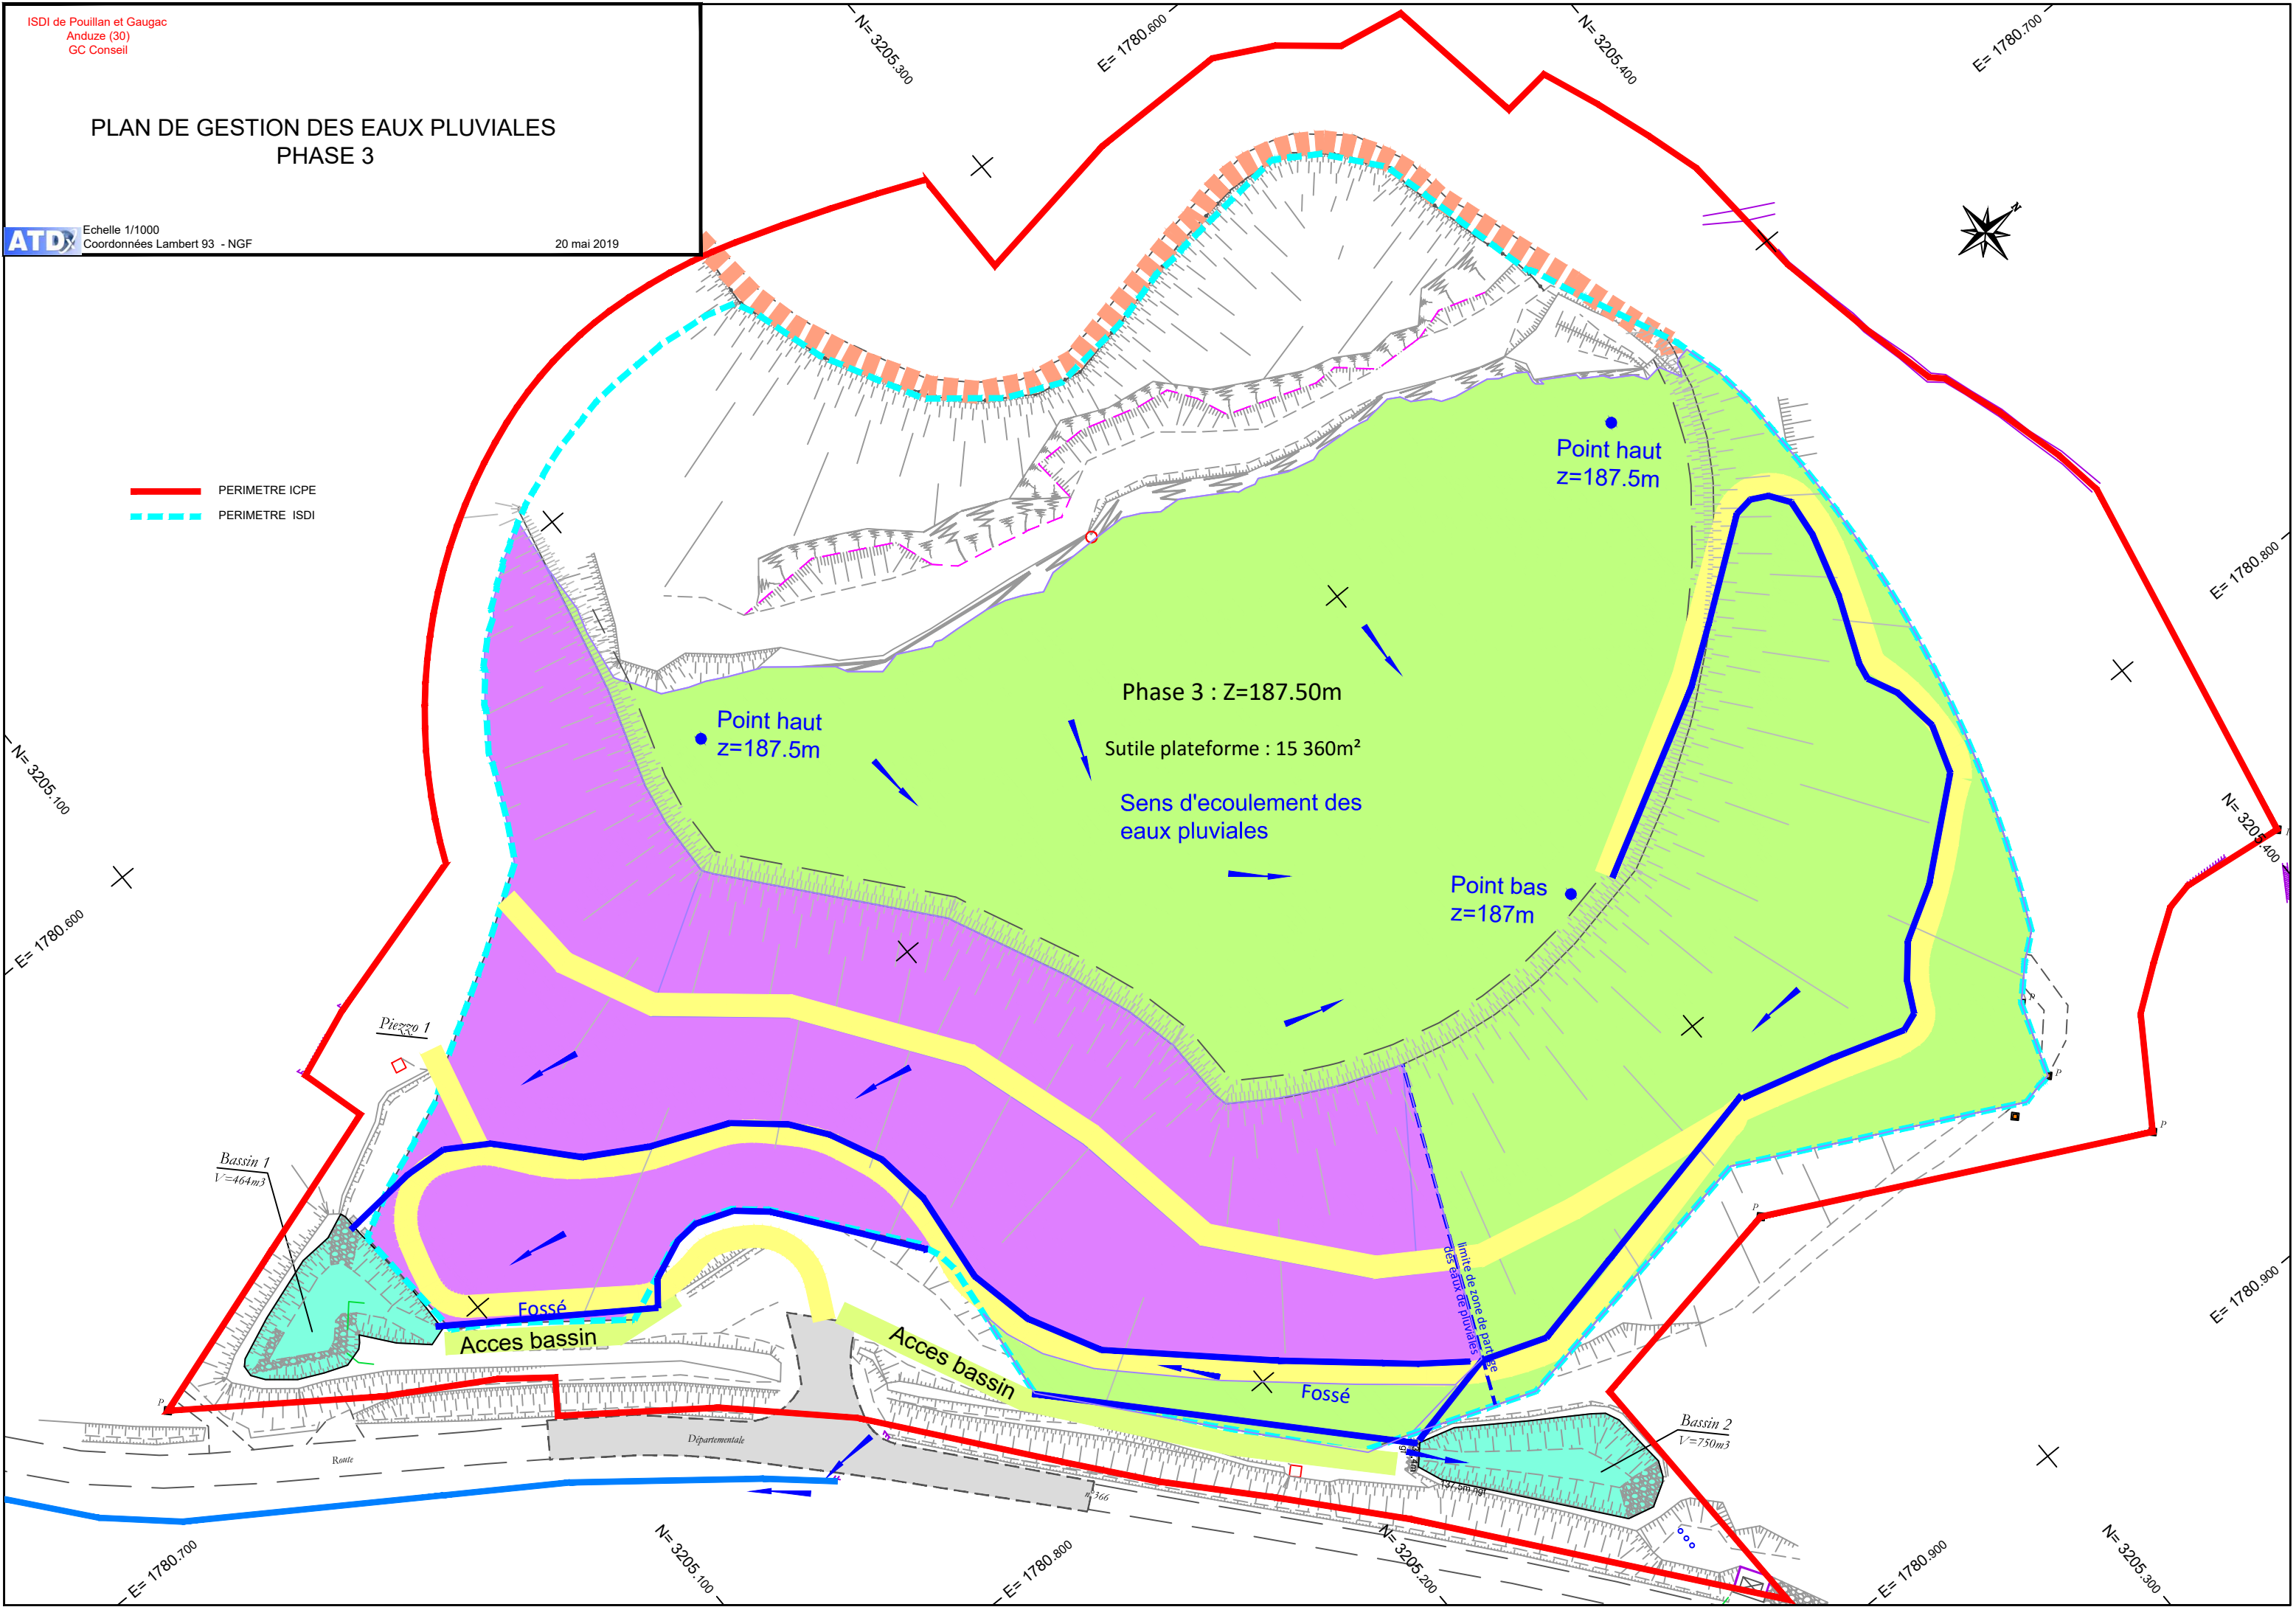 ISDI de Pouillan et Gaugac
Anduze (30)
GC Conseil
PLAN DE GESTION DES EAUX PLUVIALES
PHASE 3
ATDx
Echelle 1/1000
Coordonnées Lambert 93 - NGF
20 mai 2019
N= 3205.300
E= 1780.600
N= 3205.400
E= 1780.700
N
PERIMETRE ICPE
PERIMETRE ISDI
Point haut
z=187.5m
E= 1780.800
Phase 3 : Z=187.50m
Point haut
z=187.5m
Sutile plateforme : 15 360m²
Sens d'ecoulement des
eaux pluviales
N= 3205.100
N= 3205.400
Point bas
z=187m
E= 1780.600
P
Piezzo 1
P
P
Bassin 1
V=464m3
P
limite de zone de partage
des eaux de pluviales
E= 1780.900
Fossé
Acces bassin
Acces bassin
Fossé
P
Bassin 2
V=750m3
Départementale
Route
n°366
E= 1780.700
N= 3205.100
E= 1780.800
N= 3205.200
E= 1780.900
N= 3205.300